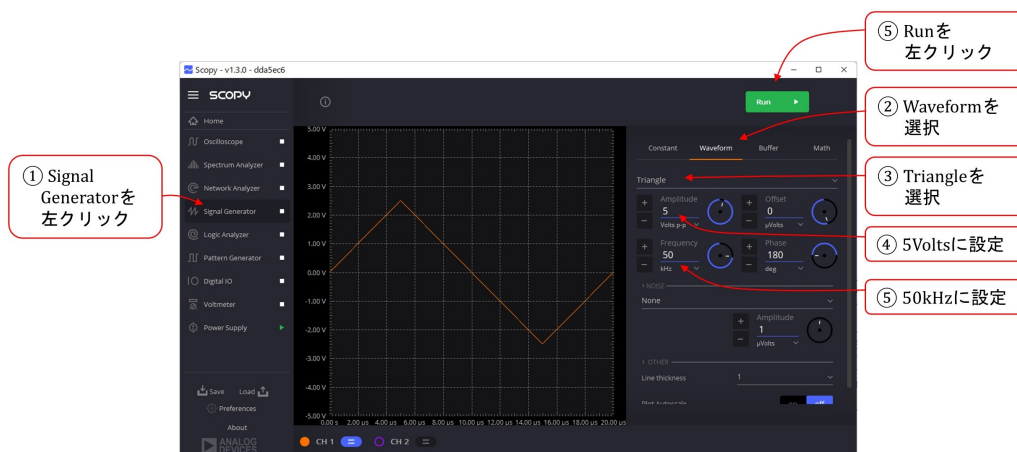 ⑤ Runを
左クリック
Scopy - v1.3.0 - dda5ec6
SCOPY
Run
② Waveformを
選択
Home
Oscilloscope
Spectrum Analyzer
Network Analyzer
Signal Generator
Logic Analyzer
Pattern Generator
Digital IO
Voltmeter
Power Supply
Save Load
Preferences
About
ANALOG
DEVICES
① Signal
Generatorを
左クリック
5.00 V
4.00 V
3.00 V
2.00 V
1.00 V
0.00 V
-1.00 V
-2.00 V
-3.00 V
-4.00 V
-5.00 V
0.00 s 2.00 µs 4.00 µs 6.00 µs 8.00 µs 10.00 µs 12.00 µs 14.00 µs 16.00 µs 18.00 µs 20.00 µs
CH 1 CH 2
Constant Waveform Buffer Math
Triangle
Amplitude Offset
5 0
Volts p-p µVolts
Frequency Phase
50 180
kHz deg
NOISE
None
Amplitude
1
µVolts
OTHER
Line thickness 1
Plot Autoscale on off
③ Triangleを
選択
④ 5Voltsに設定
⑤ 50kHzに設定